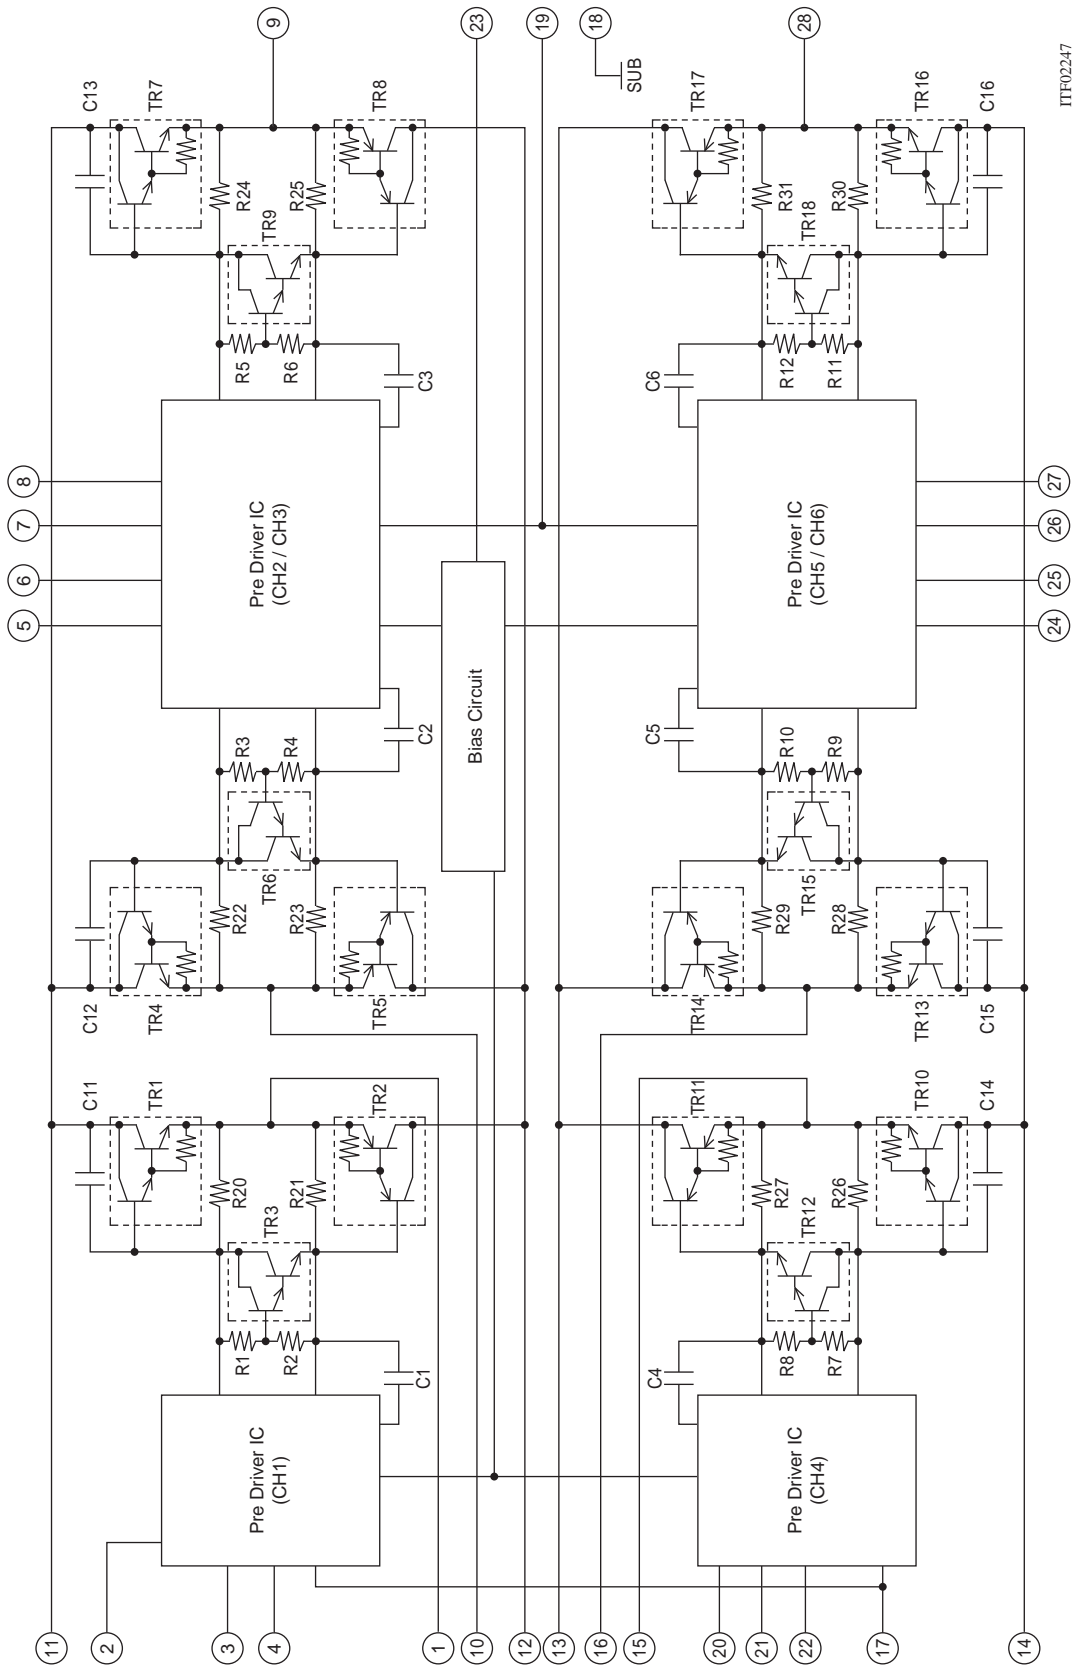 5 6 7 8
11
C11 C12 C13
2
TR1 TR4 TR7
3
R1 R20 R22 R3 R5 R24
4 TR3 TR6 TR9 9
Pre Driver IC
(CH1)
Pre Driver IC
(CH2 / CH3)
R2 R21 R23 R4 R6 R25
TR2 TR5 TR8
C1 C2 C3
1
10 Bias Circuit 23
12
19
13
18
16
SUB
15
C4 C5 C6
TR11 TR14 TR17
20
21
R8 R27 R29 R10 R12 R31
22 TR12 TR15 TR18 28
Pre Driver IC
(CH4)
Pre Driver IC
(CH5 / CH6)
R7 R26 R28 R9 R11 R30
17
TR10 TR13 TR16
C14 C15 C16
14
24 25 26 27
ITF02247